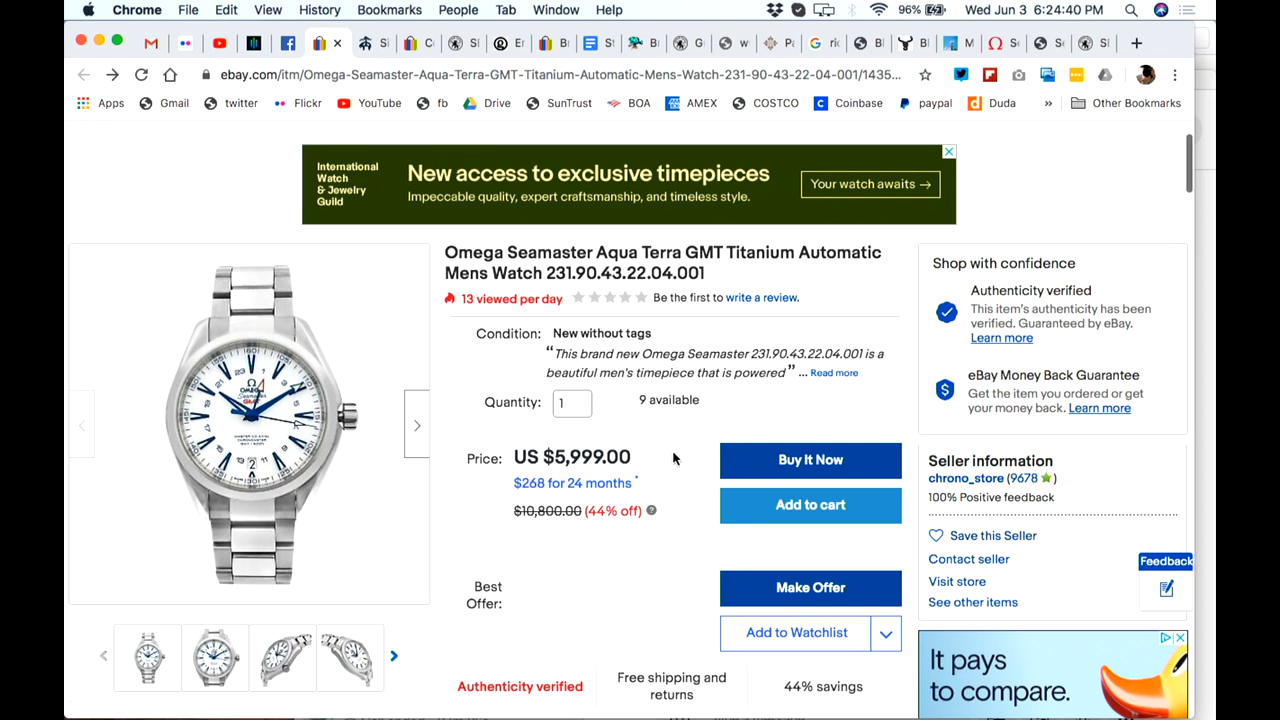 Chrome File Edit View History Bookmarks People Tab Window Help 96% Wed Jun 3 6:24:40 PM
ebay.com/itm/Omega-Seamaster-Aqua-Terra-GMT-Titanium-Automatic-Mens-Watch-231-90-43-22-04-001/1435...
Apps Gmail twitter Flickr YouTube fb Drive SunTrust BOA AMEX COSTCO Coinbase paypal Duda » Other Bookmarks
International
Watch
& Jewelry
Guild
New access to exclusive timepieces
Impeccable quality, expert craftsmanship, and timeless style.
Your watch awaits →
Omega Seamaster Aqua Terra GMT Titanium Automatic
Mens Watch 231.90.43.22.04.001
13 viewed per day Be the first to write a review.
Condition: New without tags
“This brand new Omega Seamaster 231.90.43.22.04.001 is a
beautiful men's timepiece that is powered” ... Read more
Quantity: 1 9 available
Price: US $5,999.00
$268 for 24 months*
$10,800.00 (44% off)
Buy It Now
Add to cart
Best
Offer:
Make Offer
Add to Watchlist
Authenticity verified
Free shipping and
returns
44% savings
Shop with confidence
Authenticity verified
This item's authenticity has been
verified. Guaranteed by eBay.
Learn more
eBay Money Back Guarantee
Get the item you ordered or get
your money back. Learn more
Seller information
chrono_store (9678)
100% Positive feedback
Save this Seller
Contact seller
Visit store
See other items
Feedback
It pays
to compare.